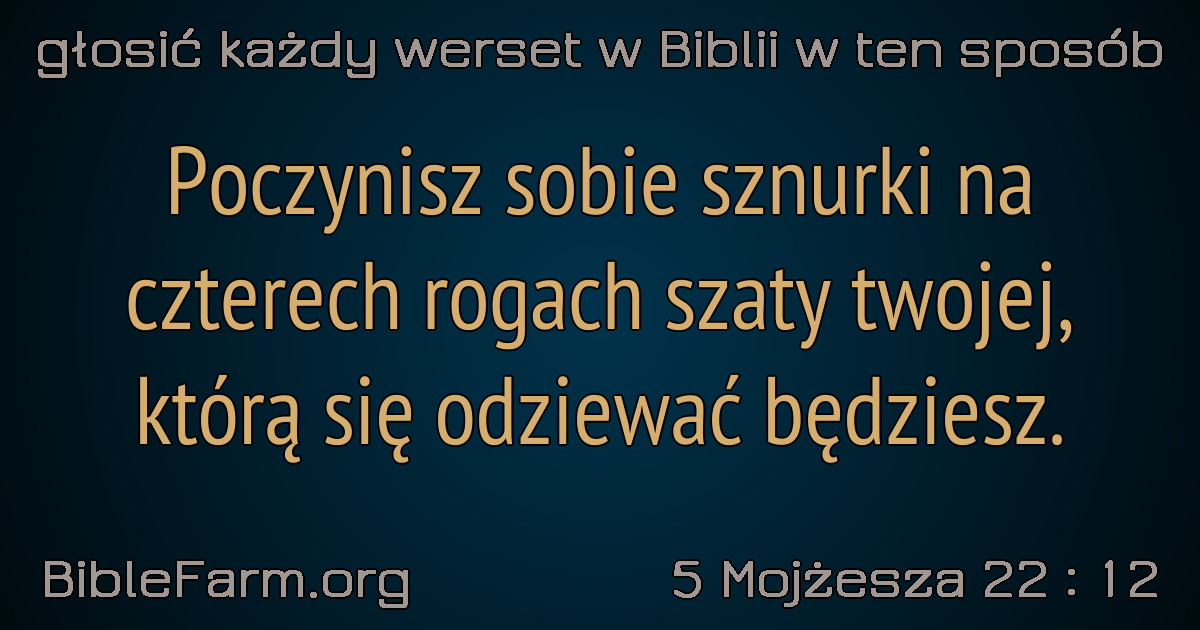 głosić każdy werset w Biblii w ten sposób
Poczynisz sobie sznurki na
czterech rogach szaty twojej,
którą się odziewać będziesz.
BibleFarm.org
5 Mojżesza 22 : 12